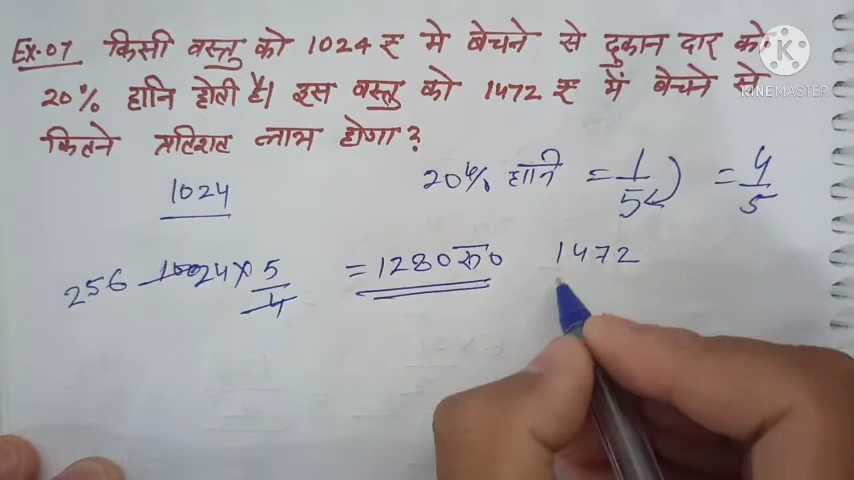 Ex.07 किसी वस्तु को 1024 ₹ मे बेचने से दुकान दार को
20% हानि होती है। इस वस्तु को 1472 ₹ में बेचने से
कितने प्रतिशत लाभ होगा?
1024
20% हानि = 1/5 = 4/5
256 1024 × 5/4 = 1280 रु0 1472
KINEMASTER